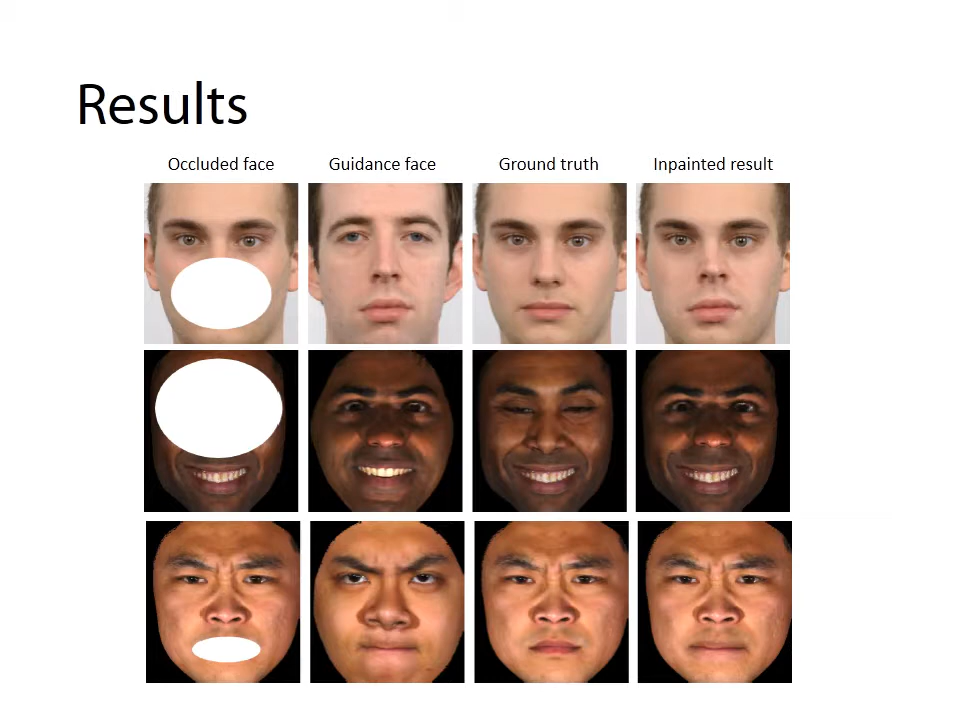 Results
Occluded face
Guidance face
Ground truth
Inpainted result